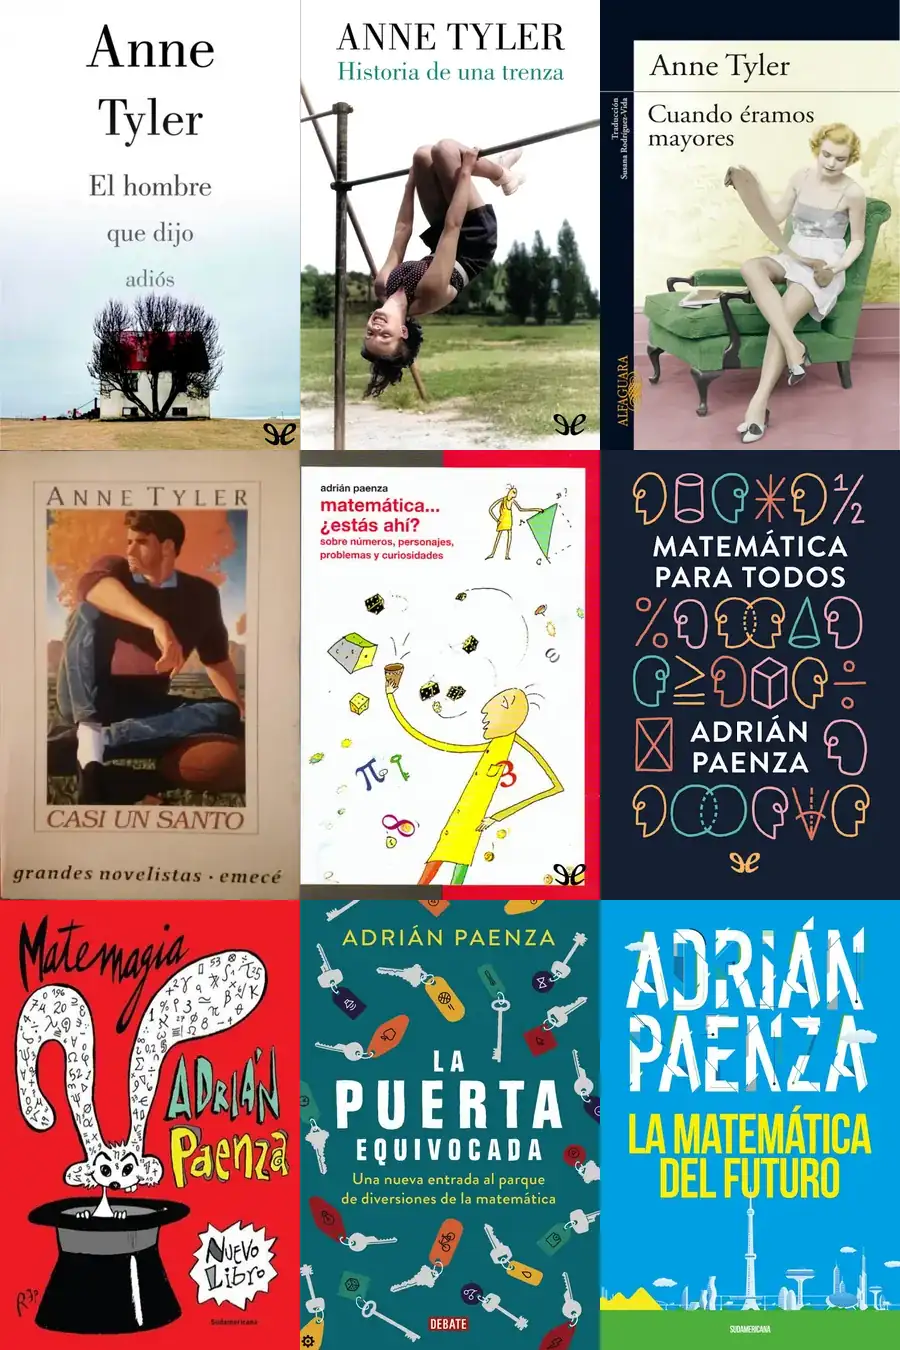 Anne
Tyler
El hombre
que dijo
adiós
ANNE TYLER
Historia de una trenza
Anne Tyler
Cuando éramos
mayores
Traducción
Susana Rodríguez-Vida
ALFAGUARA
ANNE TYLER
CASI UN SANTO
grandes novelistas · emecé
adrián paenza
matemática...
¿estás ahí?
sobre números, personajes,
problemas y curiosidades
MATEMÁTICA
PARA TODOS
ADRIÁN
PAENZA
Matemagia
ADRIÁN
Paenza
NUEVO
LIBRO
Rep
Sudamericana
ADRIÁN PAENZA
LA
PUERTA
EQUIVOCADA
Una nueva entrada al parque
de diversiones de la matemática
DEBATE
ADRIÁN
PAENZA
LA MATEMÁTICA
DEL FUTURO
SUDAMERICANA